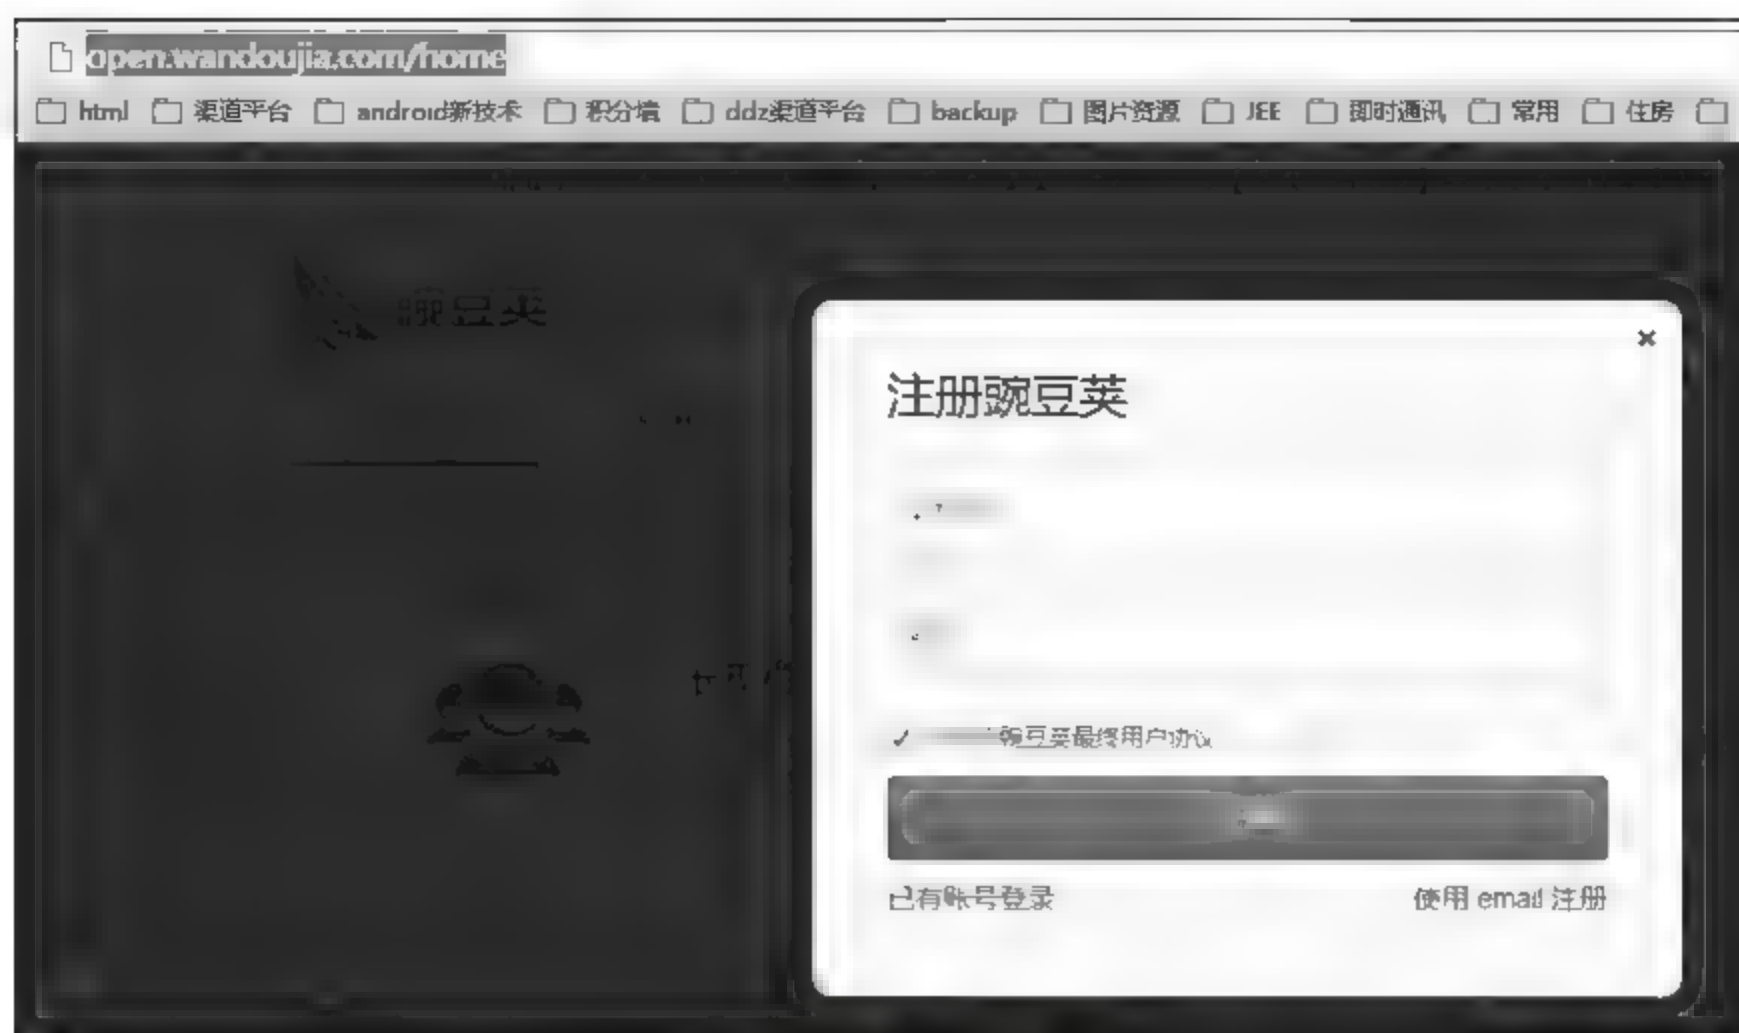 open.wandoujia.com/home
html 渠道平台 android新技术 积分墙 ddz渠道平台 backup 图片资源 JEE 即时通讯 常用 住房
豌豆荚
注册豌豆荚
豌豆荚最终用户协议
已有账号登录 使用 email 注册